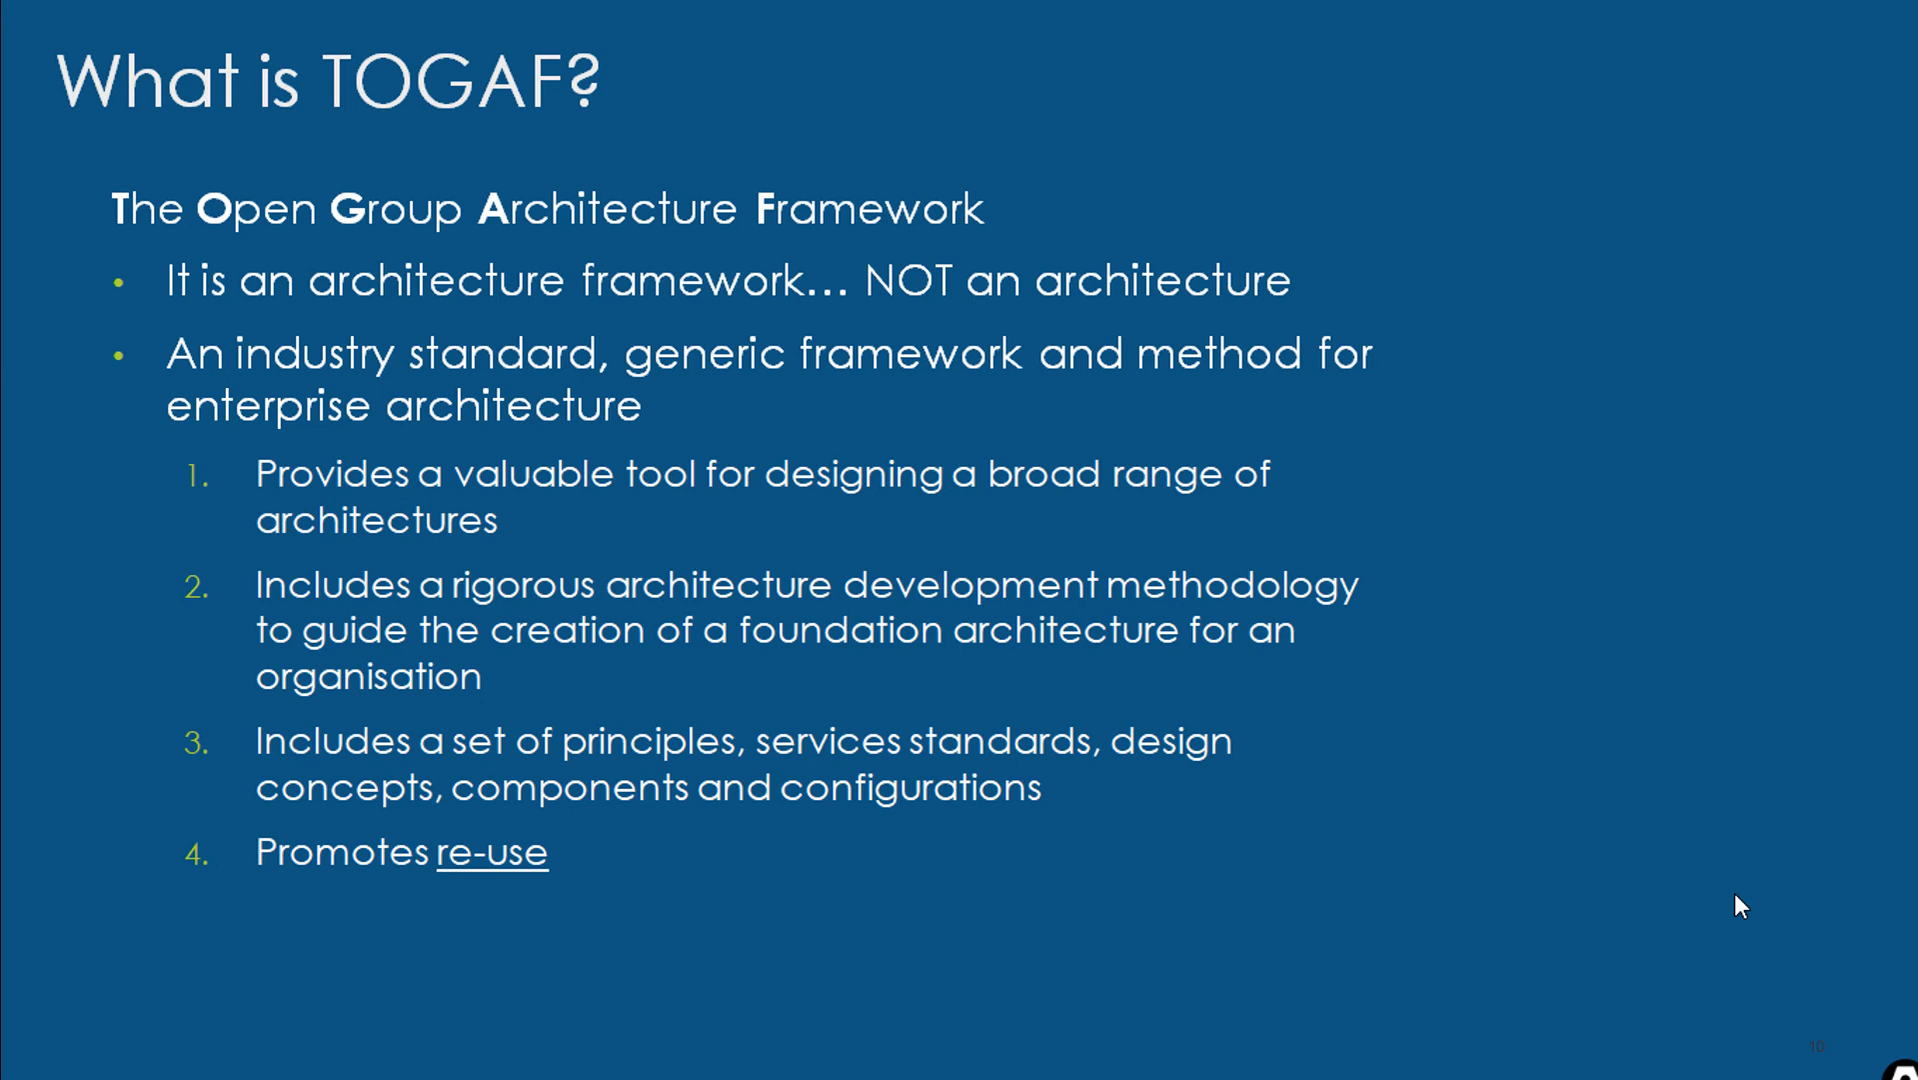 What is TOGAF?
The Open Group Architecture Framework
• It is an architecture framework... NOT an architecture
• An industry standard, generic framework and method for
enterprise architecture
1. Provides a valuable tool for designing a broad range of
architectures
2. Includes a rigorous architecture development methodology
to guide the creation of a foundation architecture for an
organisation
3. Includes a set of principles, services standards, design
concepts, components and configurations
4. Promotes re-use
10